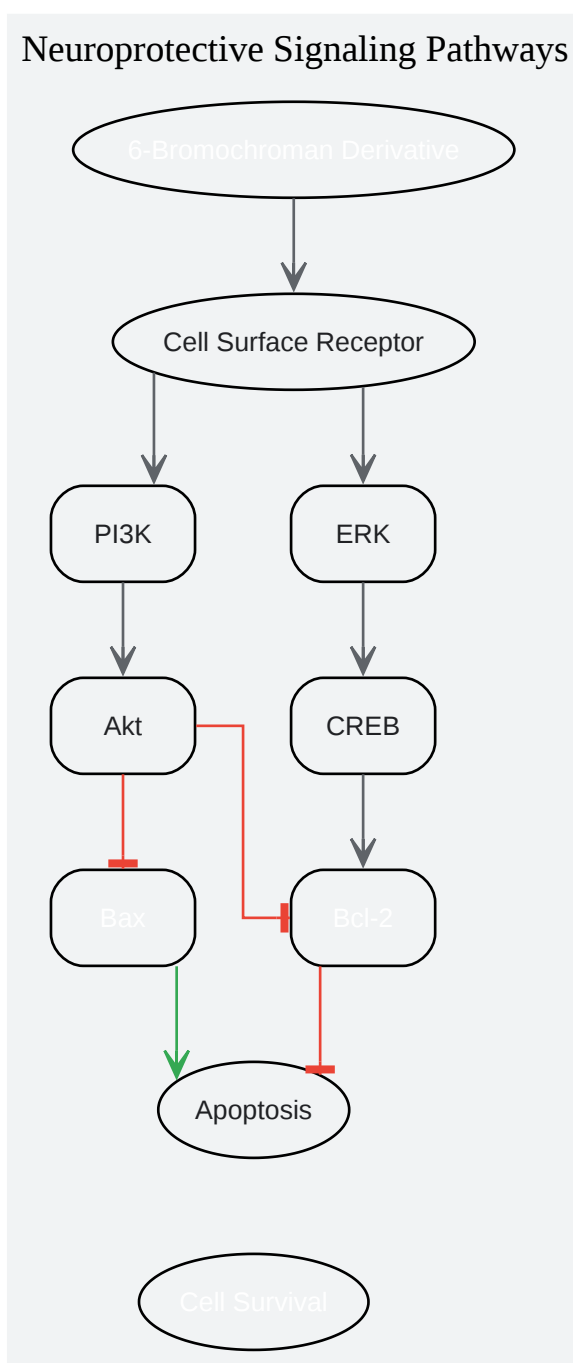 Neuroprotective Signaling Pathways
6-Bromochroman Derivative
Cell Surface Receptor
PI3K
ERK
Akt
CREB
Bax
Bcl-2
Apoptosis
Cell Survival